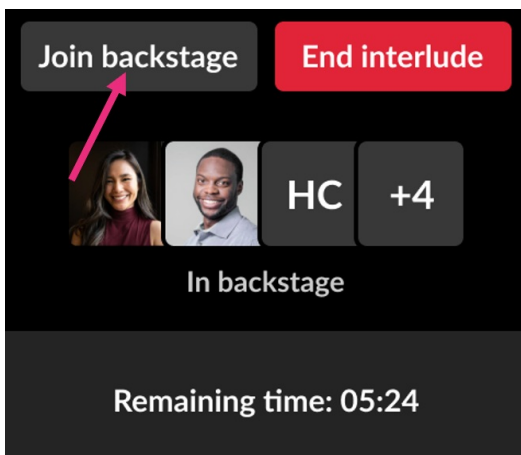 Join backstage End interlude
HC +4
In backstage
Remaining time: 05:24